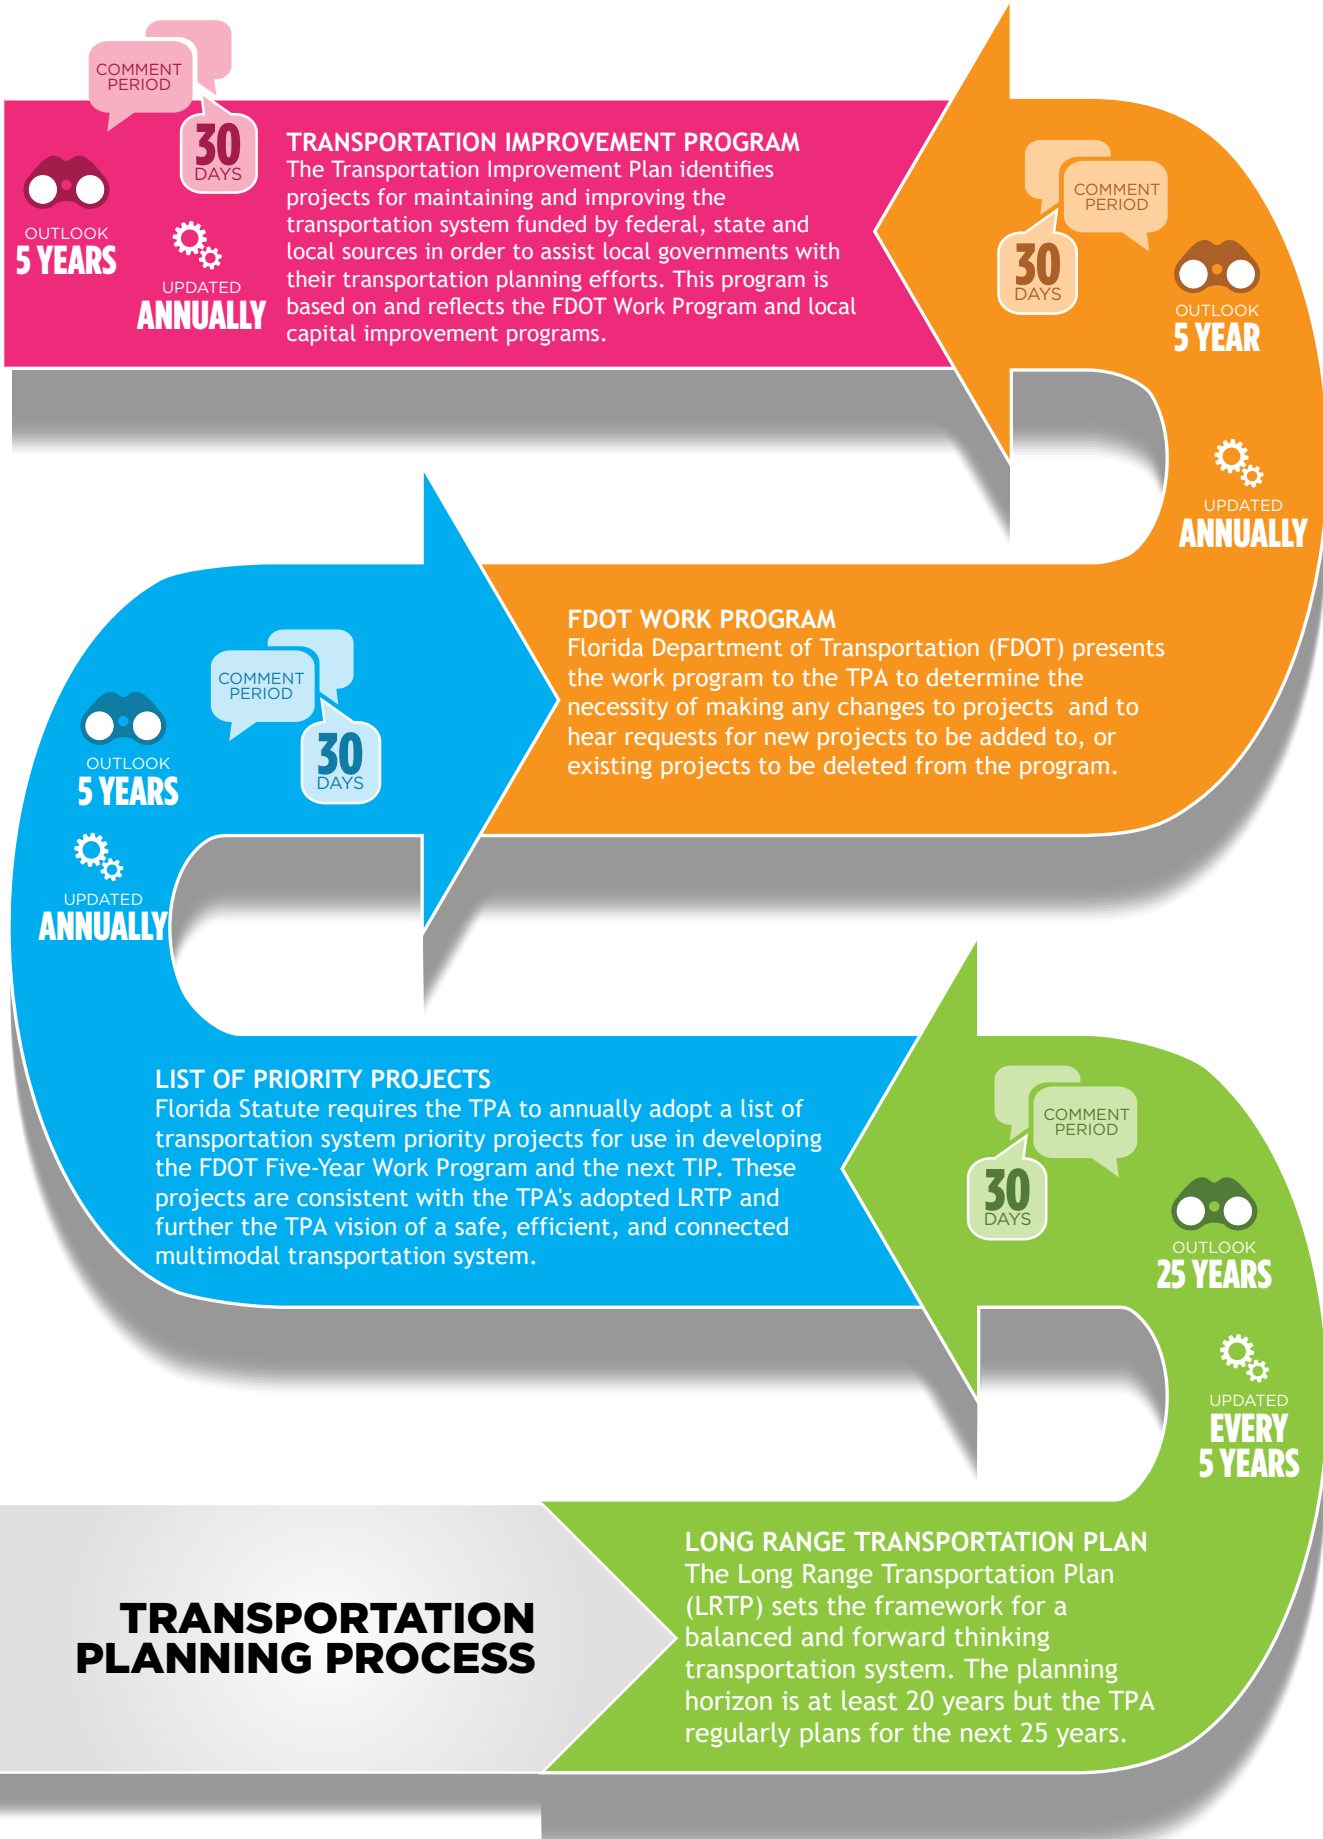 COMMENT
PERIOD
30
DAYS
OUTLOOK
5 YEARS
UPDATED
ANNUALLY
TRANSPORTATION IMPROVEMENT PROGRAM
The Transportation Improvement Plan identifies
projects for maintaining and improving the
transportation system funded by federal, state and
local sources in order to assist local governments with
their transportation planning efforts. This program is
based on and reflects the FDOT Work Program and local
capital improvement programs.
COMMENT
PERIOD
30
DAYS
OUTLOOK
5 YEAR
UPDATED
ANNUALLY
FDOT WORK PROGRAM
Florida Department of Transportation (FDOT) presents
the work program to the TPA to determine the
necessity of making any changes to projects  and to
hear requests for new projects to be added to, or
existing projects to be deleted from the program.
COMMENT
PERIOD
30
DAYS
OUTLOOK
5 YEARS
UPDATED
ANNUALLY
LIST OF PRIORITY PROJECTS
Florida Statute requires the TPA to annually adopt a list of
transportation system priority projects for use in developing
the FDOT Five-Year Work Program and the next TIP. These
projects are consistent with the TPA's adopted LRTP and
further the TPA vision of a safe, efficient, and connected
multimodal transportation system.
COMMENT
PERIOD
30
DAYS
OUTLOOK
25 YEARS
UPDATED
EVERY
5 YEARS
LONG RANGE TRANSPORTATION PLAN
The Long Range Transportation Plan
(LRTP) sets the framework for a
balanced and forward thinking
transportation system. The planning
horizon is at least 20 years but the TPA
regularly plans for the next 25 years.
TRANSPORTATION
PLANNING PROCESS